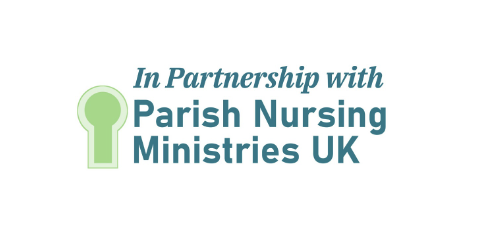 In Partnership with
Parish Nursing
Ministries UK